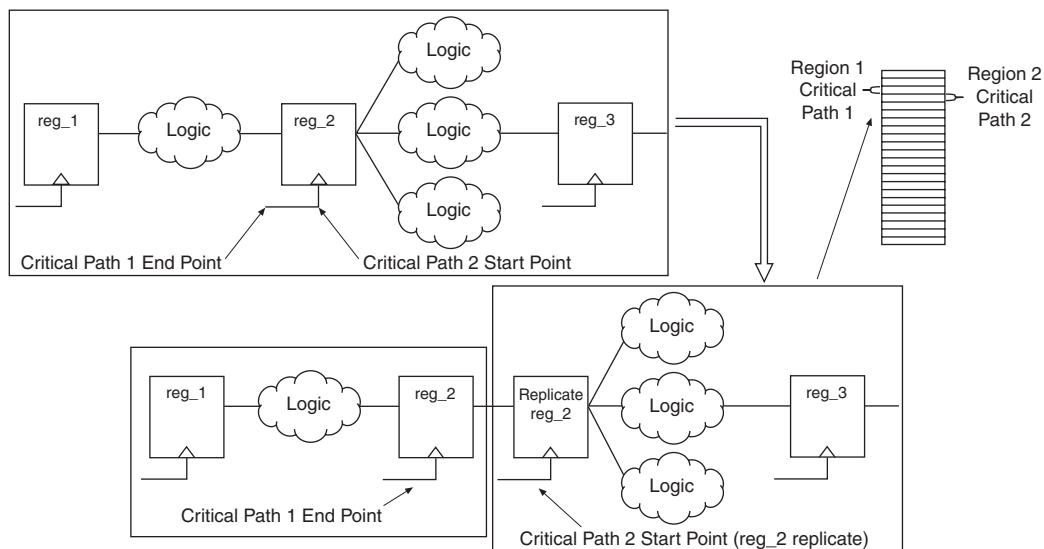 Logic
reg_1
Logic
reg_2
Logic
reg_3
Logic
Critical Path 1 End Point
Critical Path 2 Start Point
Region 1
Critical
Path 1
Region 2
Critical
Path 2
Logic
reg_1
Logic
reg_2
Replicate
reg_2
Logic
reg_3
Logic
Critical Path 1 End Point
Critical Path 2 Start Point (reg_2 replicate)